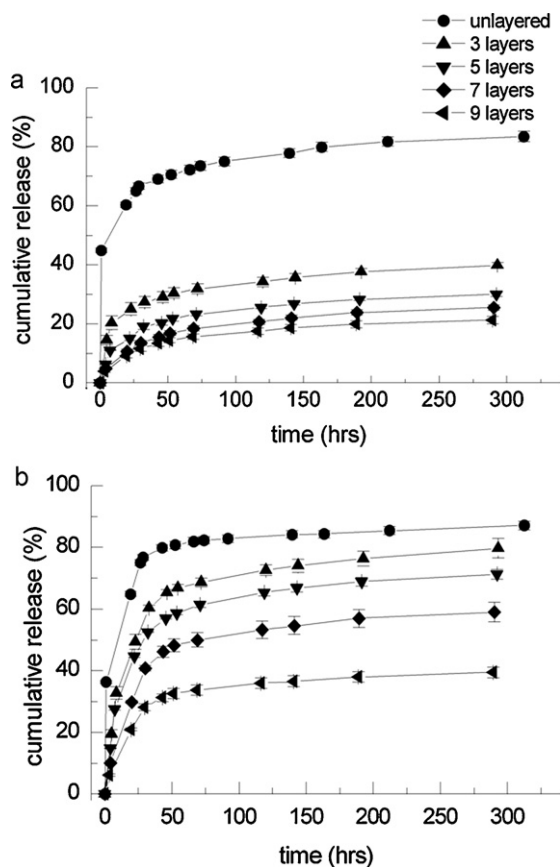 unlayered
3 layers
5 layers
7 layers
9 layers
a
100
80
60
40
20
0
cumulative release (%)
0 50 100 150 200 250 300
time (hrs)
b
100
80
60
40
20
0
cumulative release (%)
0 50 100 150 200 250 300
time (hrs)